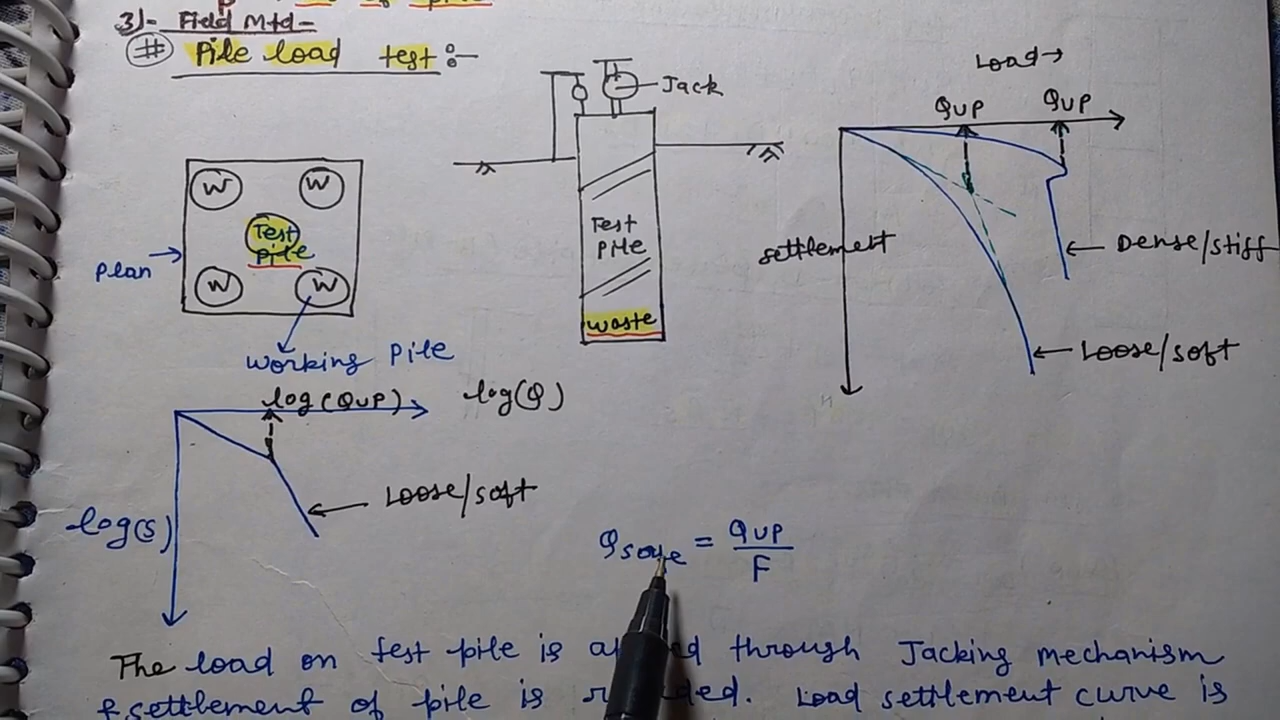 3)- Field Mtd-
# Pile load test :-
Jack
Load →
QUP QUP
W W
Test
Pile
W W
Plan
Working Pile
Test
Pile
waste
settlement
Dense/stiff
Loose/soft
log(QUP) log(Q)
log(s)
Loose/soft
Qsafe = QUP / F
The load on test pile is through Jacking mechanism
& settlement of pile is Load settlement curve is